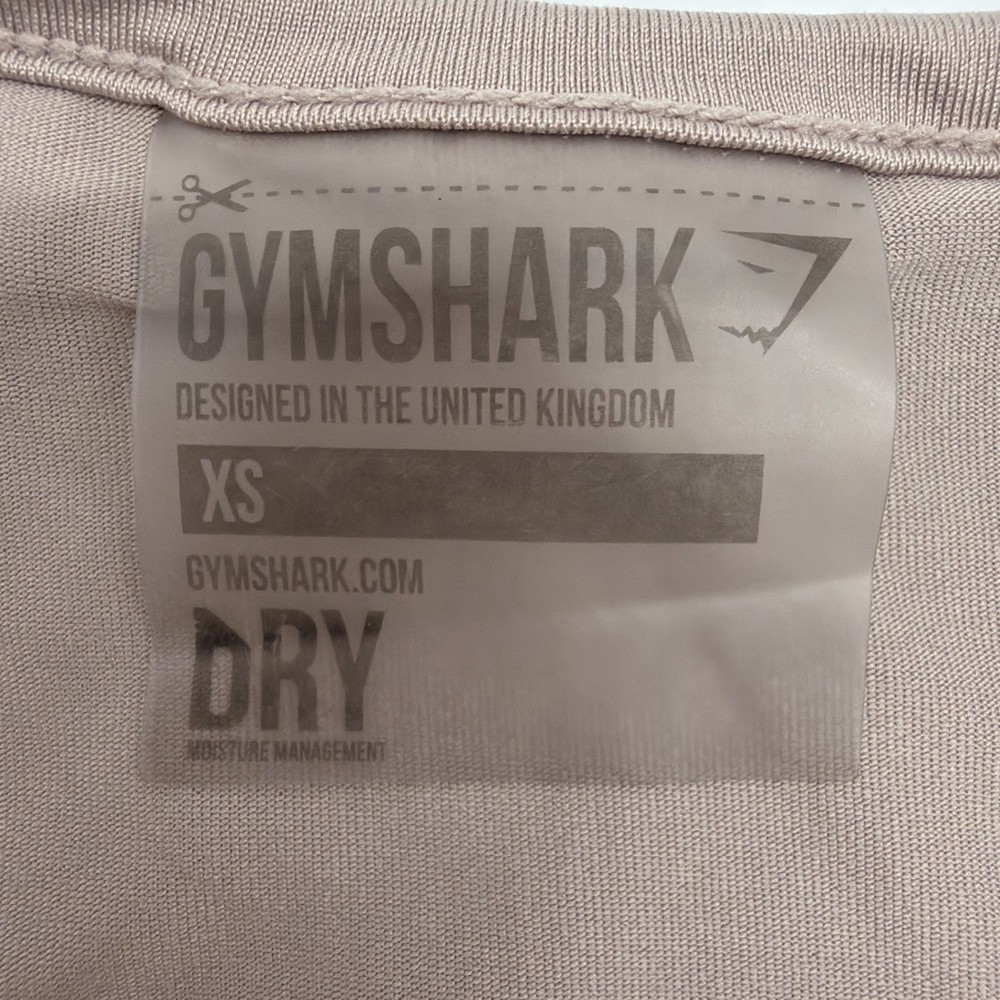 GYMSHARK
DESIGNED IN THE UNITED KINGDOM
XS
GYMSHARK.COM
DRY
MOISTURE MANAGEMENT